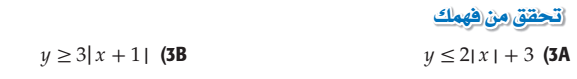 تحقق من فهمك
y ≤ 2|x| + 3 (3A
y ≥ 3|x + 1| (3B